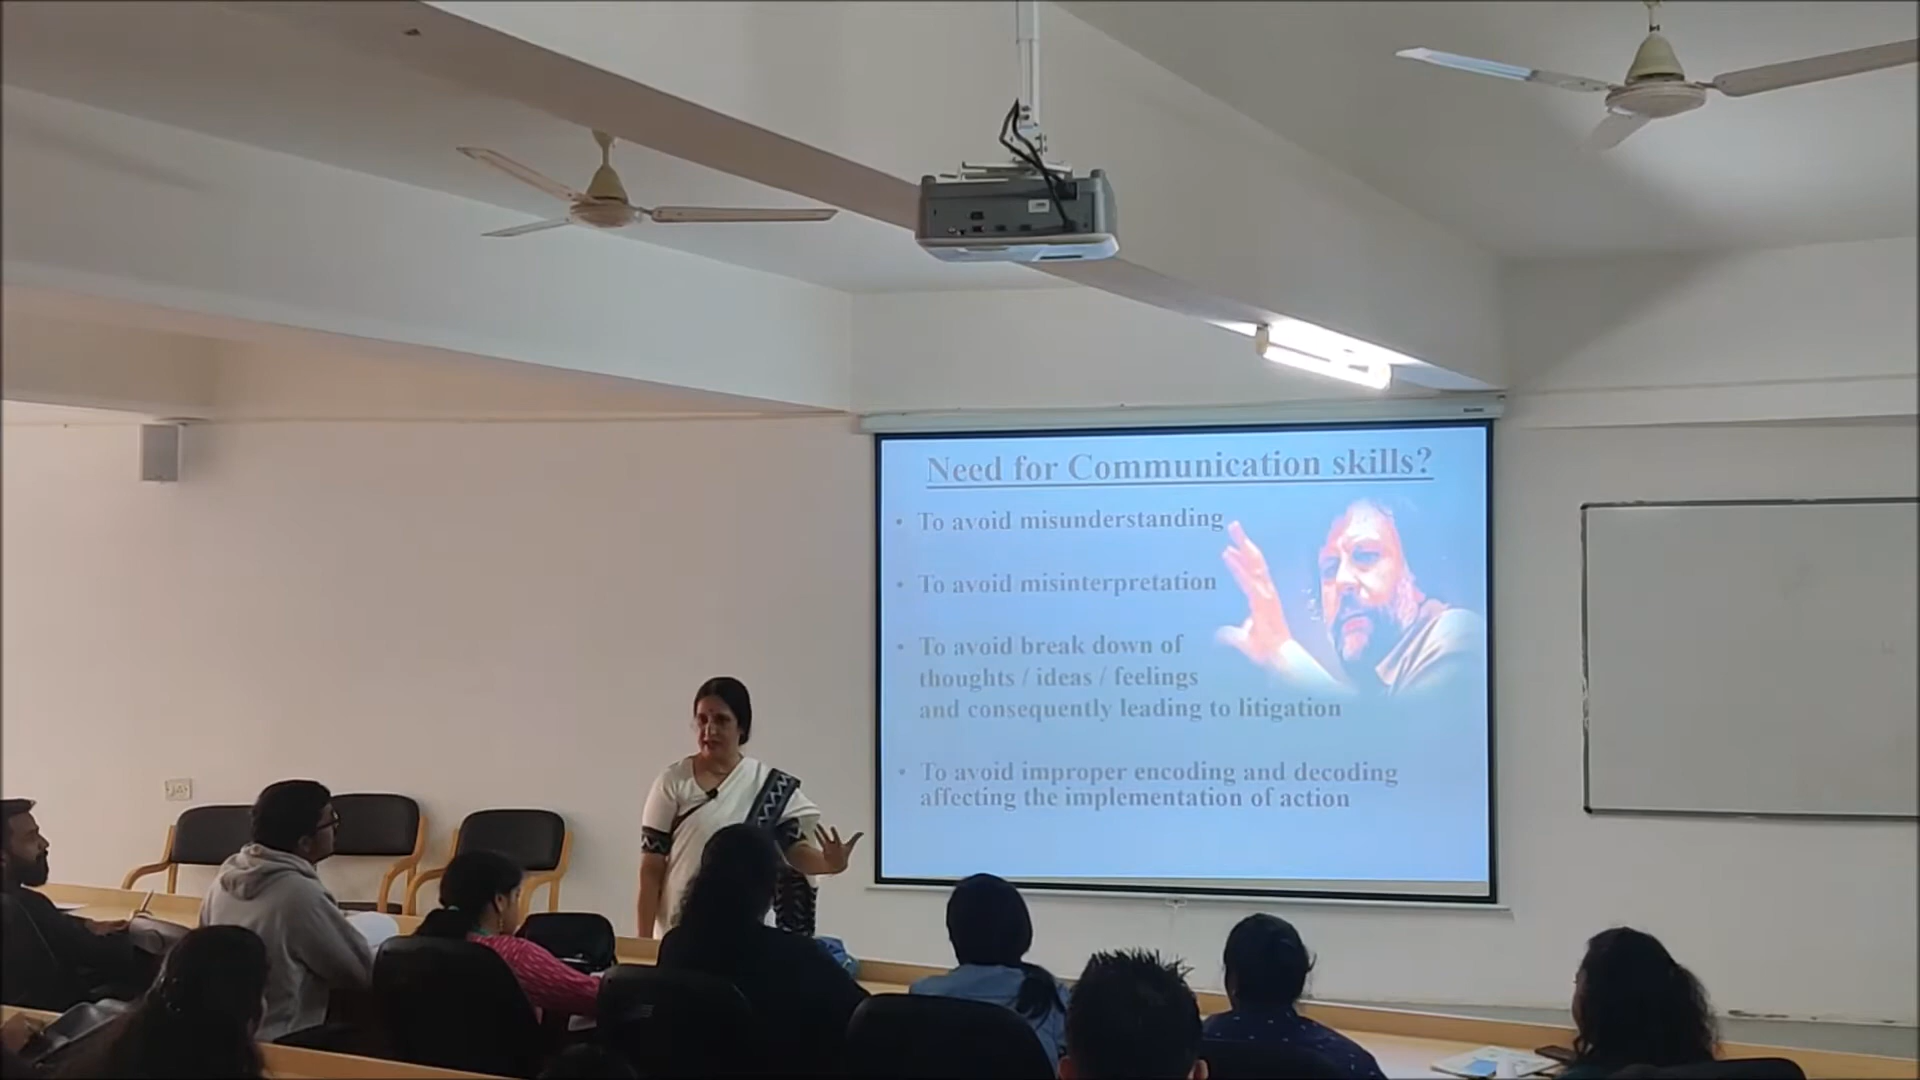 Need for Communication skills?
• To avoid misunderstanding
• To avoid misinterpretation
• To avoid break down of
thoughts / ideas / feelings
and consequently leading to litigation
• To avoid improper encoding and decoding
affecting the implementation of action